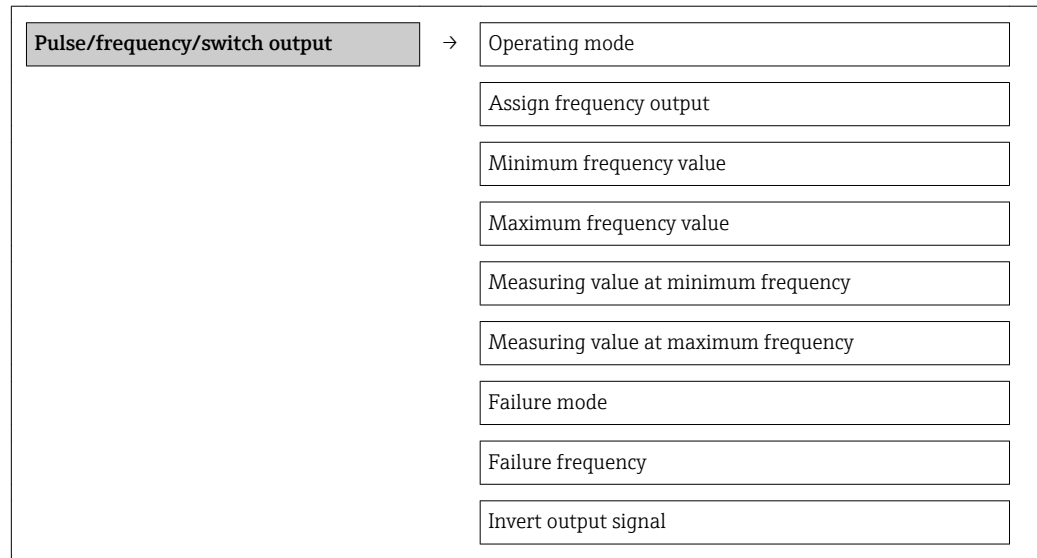 Pulse/frequency/switch output → Operating mode
Assign frequency output
Minimum frequency value
Maximum frequency value
Measuring value at minimum frequency
Measuring value at maximum frequency
Failure mode
Failure frequency
Invert output signal